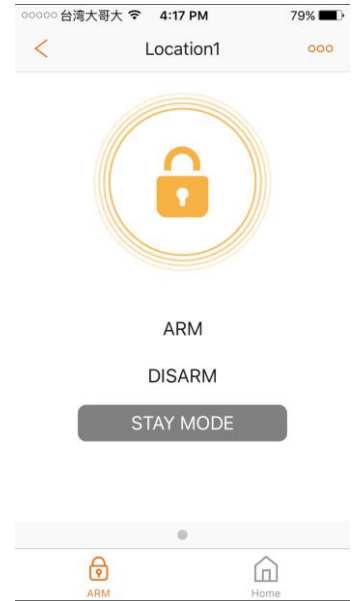 台湾大哥大 4:17 PM 79%
Location1
ARM
DISARM
STAY MODE
ARM Home